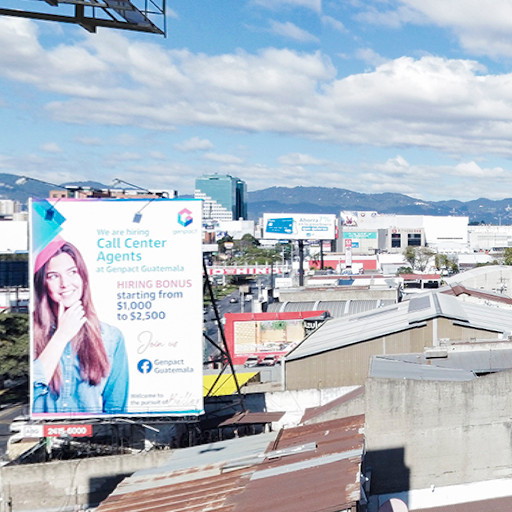 We are hiring
Call Center
Agents
at Genpact Guatemala
genpact
HIRING BONUS
starting from
$1,000
to $2,500
Join us
Genpact
Guatemala
Welcome to
the pursuit of
2415-6000